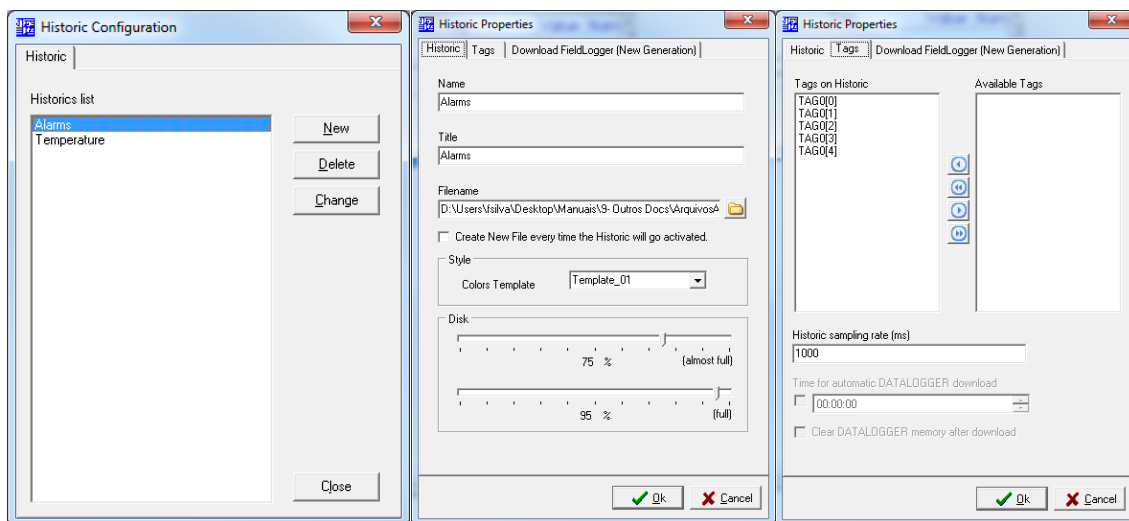 Historic Configuration
Historic
Historics list
Alarms
Temperature
New
Delete
Change
Close
Historic Properties
Historic Tags Download FieldLogger (New Generation)
Name
Alarms
Title
Alarms
Filename
D:\Users\fsilva\Desktop\Manuais\9- Outros Docs\Arquivos
Create New File every time the Historic will go activated.
Style
Colors Template Template_01
Disk
75 % (almost full)
95 % (full)
Ok Cancel
Historic Properties
Historic Tags Download FieldLogger (New Generation)
Tags on Historic Available Tags
TAG0[0]
TAG0[1]
TAG0[2]
TAG0[3]
TAG0[4]
Historic sampling rate (ms)
1000
Time for automatic DATALOGGER download
00:00:00
Clear DATALOGGER memory after download
Ok Cancel